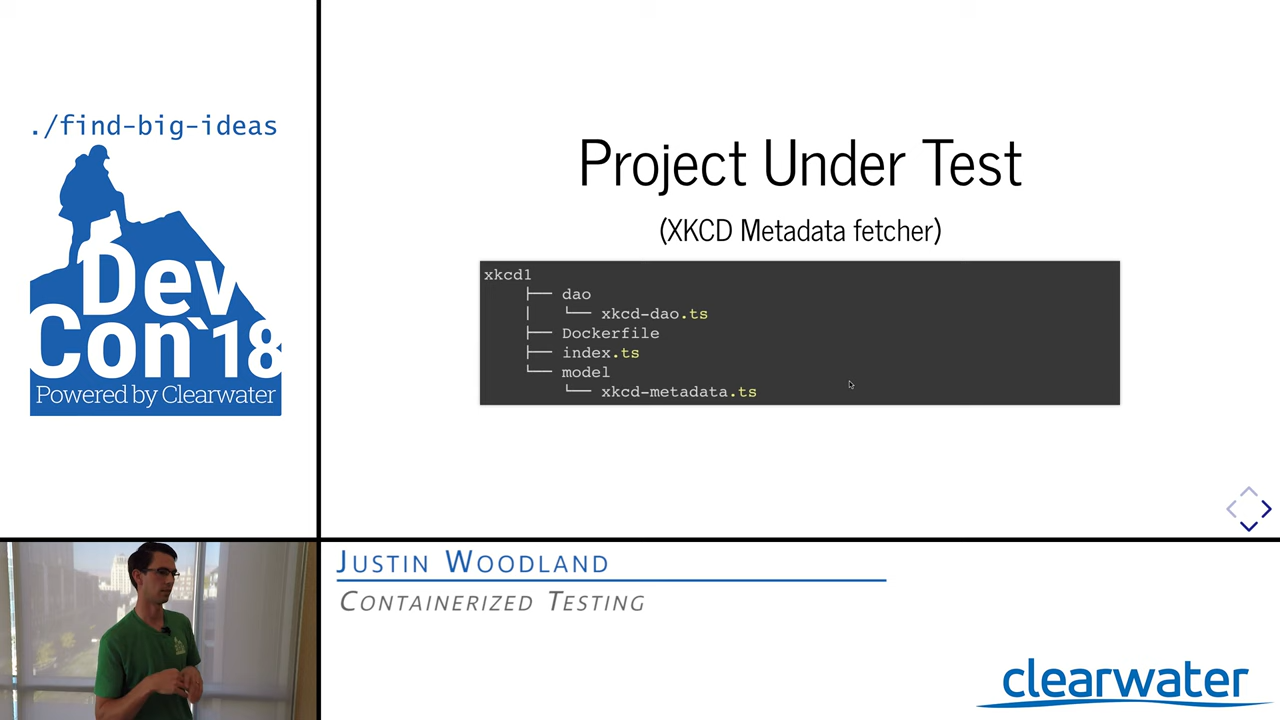 ./find-big-ideas
Dev
Con`18
Powered by Clearwater
Project Under Test
(XKCD Metadata fetcher)
xkcd1
├── dao
│   └── xkcd-dao.ts
├── Dockerfile
├── index.ts
└── model
    └── xkcd-metadata.ts
JUSTIN WOODLAND
CONTAINERIZED TESTING
clearwater